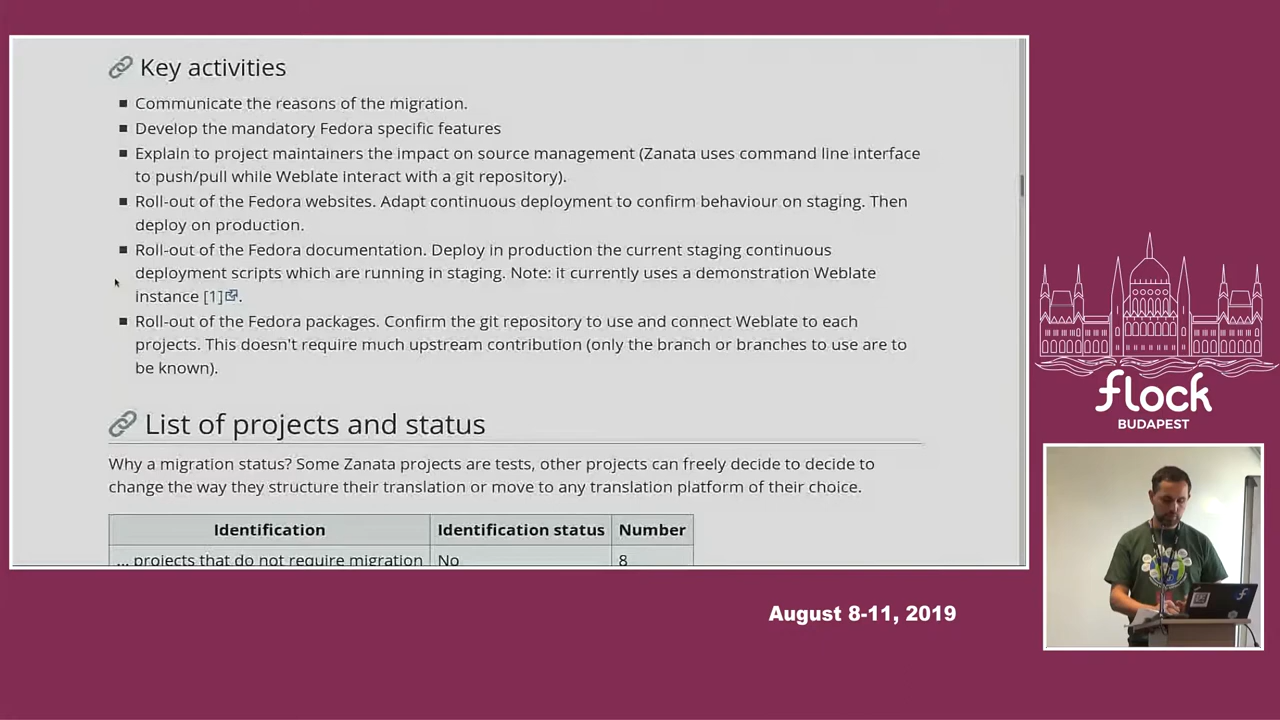 Key activities
Communicate the reasons of the migration.
Develop the mandatory Fedora specific features
Explain to project maintainers the impact on source management (Zanata uses command line interface
to push/pull while Weblate interact with a git repository).
Roll-out of the Fedora websites. Adapt continuous deployment to confirm behaviour on staging. Then
deploy on production.
Roll-out of the Fedora documentation. Deploy in production the current staging continuous
deployment scripts which are running in staging. Note: it currently uses a demonstration Weblate
instance [1].
Roll-out of the Fedora packages. Confirm the git repository to use and connect Weblate to each
projects. This doesn't require much upstream contribution (only the branch or branches to use are to
be known).
List of projects and status
Why a migration status? Some Zanata projects are tests, other projects can freely decide to decide to
change the way they structure their translation or move to any translation platform of their choice.
Identification Identification status Number
... projects that do not require migration No 8
flock
BUDAPEST
August 8-11, 2019